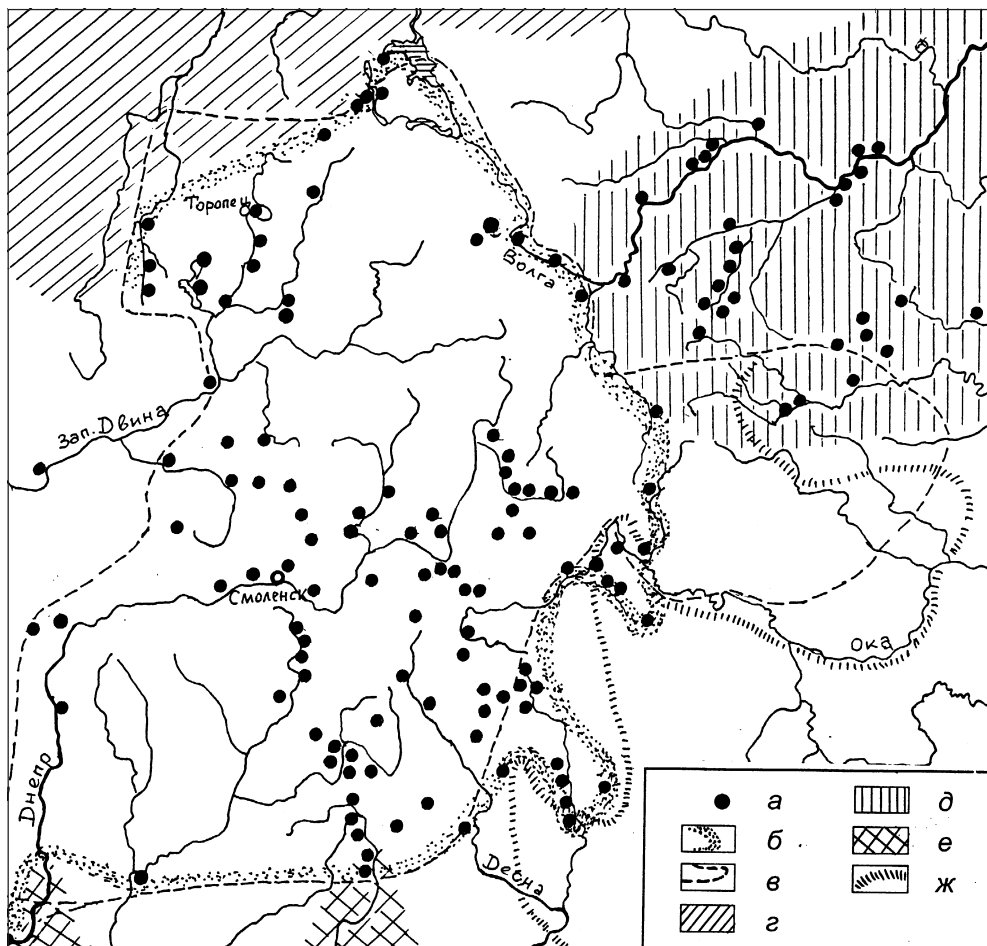 Торопец
Волга
Зап. Двина
Смоленск
Ока
Днепр
Десна
а
б
в
г
д
е
ж